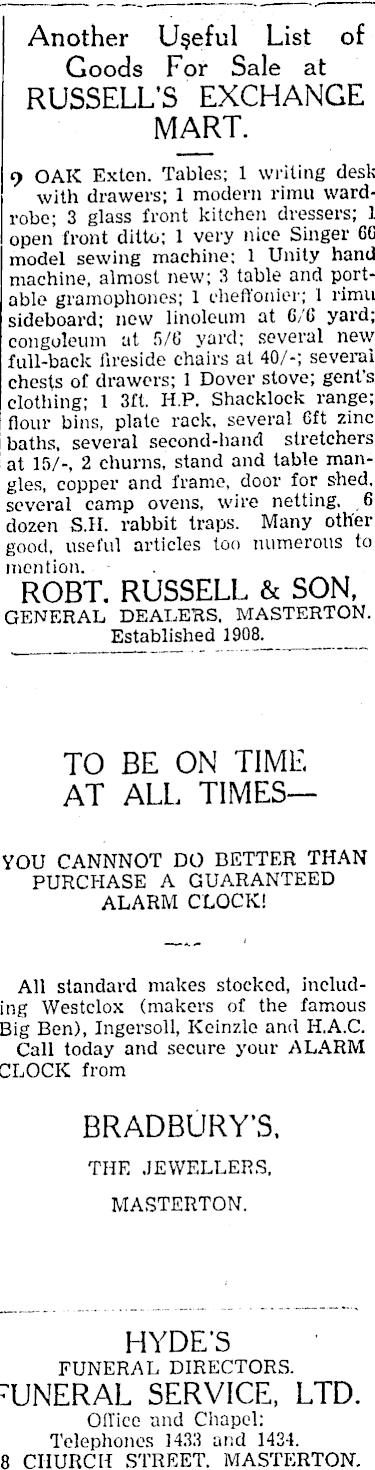 Another Useful List of
Goods For Sale at
RUSSELL'S EXCHANGE
MART.
2 OAK Exten. Tables; 1 writing desk
with drawers; 1 modern rimu ward-
robe; 3 glass front kitchen dressers; 1
open front ditto; 1 very nice Singer 66
model sewing machine; 1 Unity hand
machine, almost new; 3 table and port-
able gramophones; 1 cheffonier; 1 rimu
sideboard; new linoleum at 6/6 yard;
congoleum at 5/6 yard; several new
full-back fireside chairs at 40/-; several
chests of drawers; 1 Dover stove; gent's
clothing; 1 3ft. H.P. Shacklock range;
flour bins, plate rack, several 6ft zinc
baths, several second-hand stretchers
at 15/-, 2 churns, stand and table man-
gles, copper and frame, door for shed,
several camp ovens, wire netting, 6
dozen S.H. rabbit traps. Many other
good, useful articles too numerous to
mention.
ROBT. RUSSELL & SON,
GENERAL DEALERS, MASTERTON.
Established 1908.
TO BE ON TIME
AT ALL TIMES—
YOU CANNNOT DO BETTER THAN
PURCHASE A GUARANTEED
ALARM CLOCK!
All standard makes stocked, includ-
ing Westclox (makers of the famous
Big Ben), Ingersoll, Keinzle and H.A.C.
Call today and secure your ALARM
CLOCK from
BRADBURY'S,
THE JEWELLERS,
MASTERTON.
HYDE'S
FUNERAL DIRECTORS.
FUNERAL SERVICE, LTD.
Office and Chapel:
Telephones 1433 and 1434.
8 CHURCH STREET, MASTERTON.